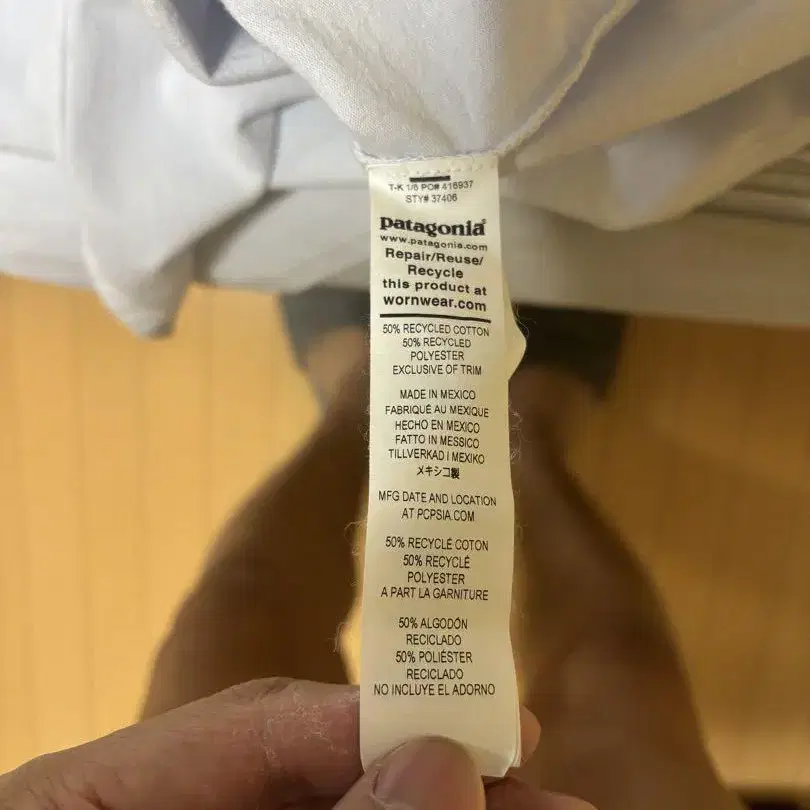 T-K 1/6 PO# 416937
STY# 37406
patagonia®
www.patagonia.com
Repair/Reuse/
Recycle
this product at
wornwear.com
50% RECYCLED COTTON
50% RECYCLED
POLYESTER
EXCLUSIVE OF TRIM
MADE IN MEXICO
FABRIQUÉ AU MEXIQUE
HECHO EN MEXICO
FATTO IN MESSICO
TILLVERKAD I MEXIKO
メキシコ製
MFG DATE AND LOCATION
AT PCPSIA.COM
50% RECYCLÉ COTON
50% RECYCLÉ
POLYESTER
A PART LA GARNITURE
50% ALGODÓN
RECICLADO
50% POLIÉSTER
RECICLADO
NO INCLUYE EL ADORNO